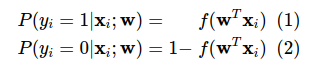 P(y_i = 1|𝐱_i; 𝐰) = f(𝐰^T 𝐱_i) (1)
P(y_i = 0|𝐱_i; 𝐰) = 1− f(𝐰^T 𝐱_i) (2)